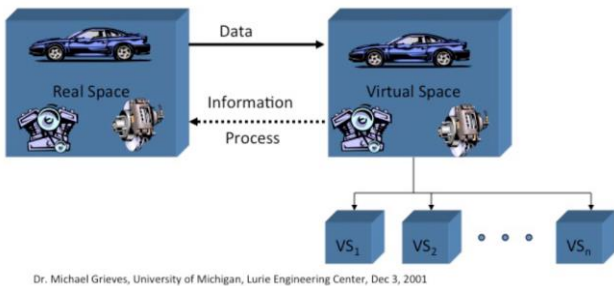 Data
Real Space
Virtual Space
Information
Process
VS1
VS2
VSn
Dr. Michael Grieves, University of Michigan, Lurie Engineering Center, Dec 3, 2001